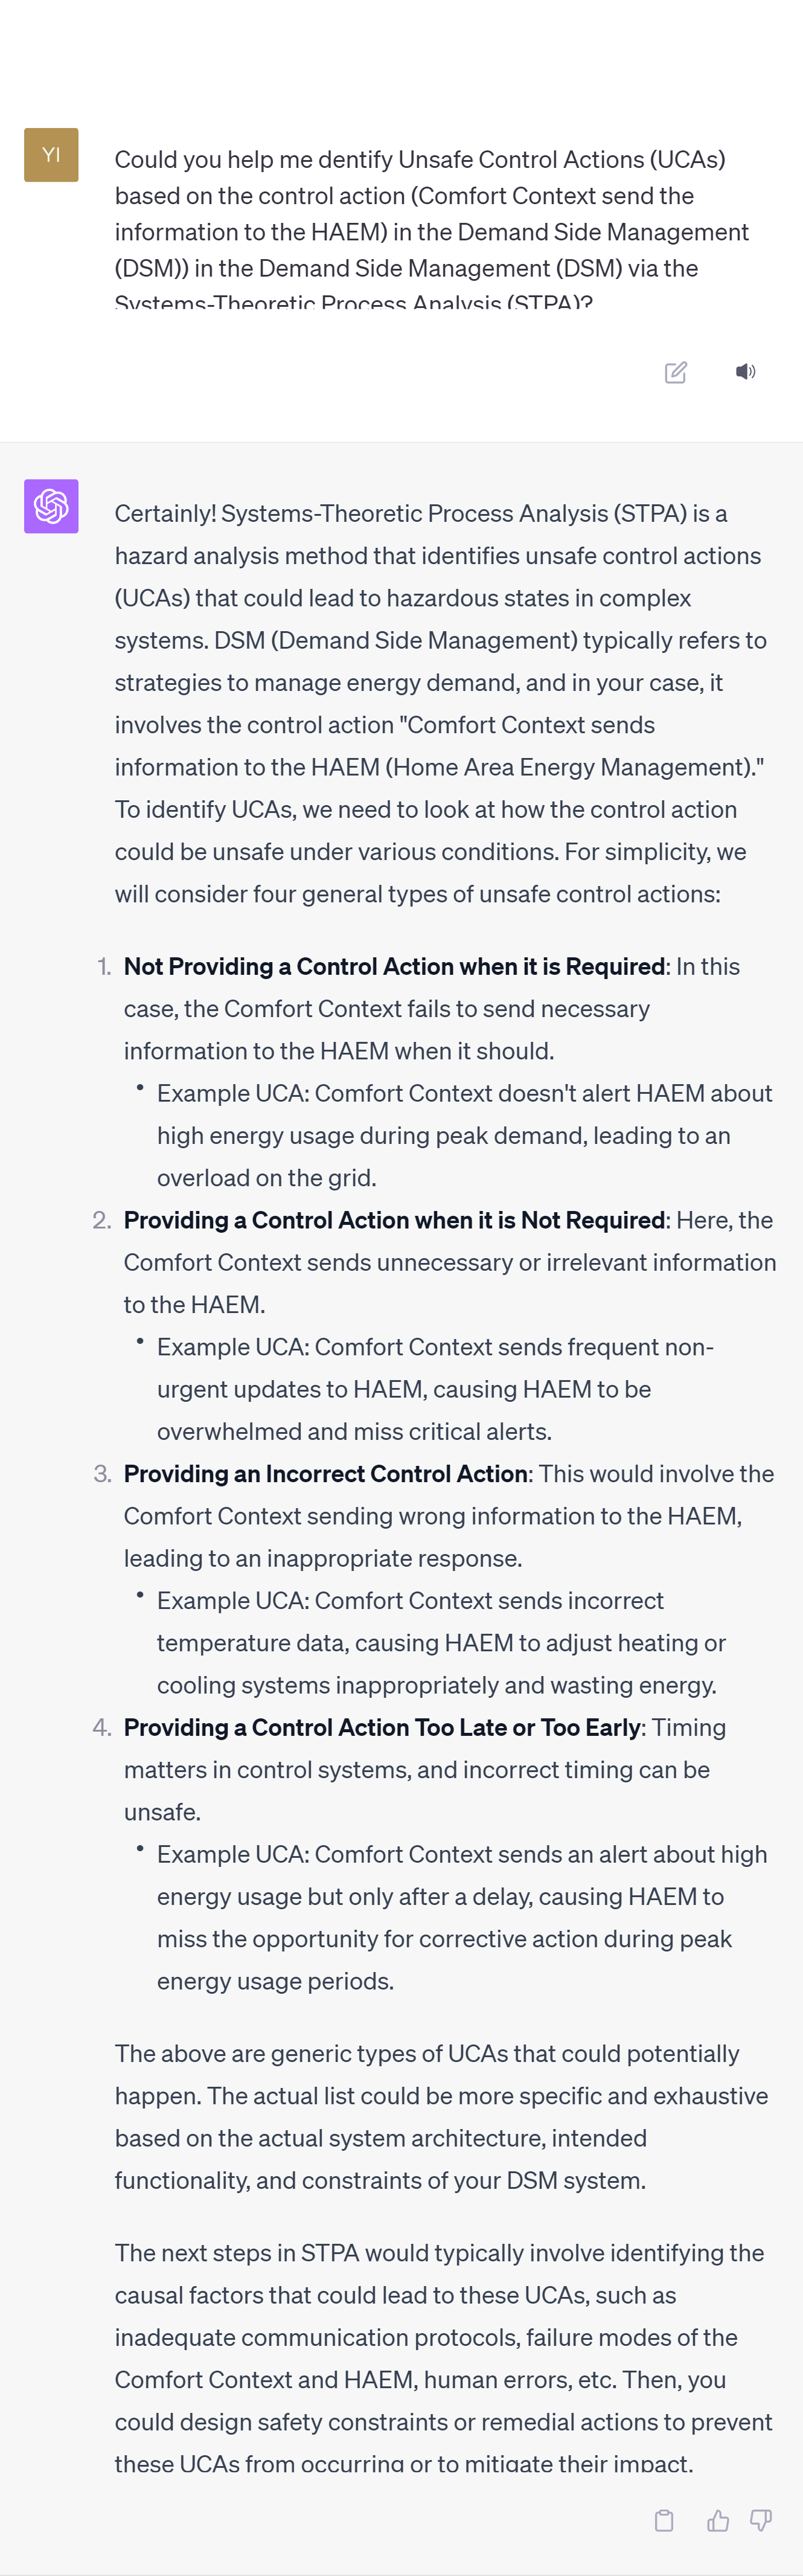 YI
Could you help me dentify Unsafe Control Actions (UCAs)
based on the control action (Comfort Context send the
information to the HAEM) in the Demand Side Management
(DSM)) in the Demand Side Management (DSM) via the
Systems-Theoretic Process Analysis (STPA)?
Certainly! Systems-Theoretic Process Analysis (STPA) is a
hazard analysis method that identifies unsafe control actions
(UCAs) that could lead to hazardous states in complex
systems. DSM (Demand Side Management) typically refers to
strategies to manage energy demand, and in your case, it
involves the control action "Comfort Context sends
information to the HAEM (Home Area Energy Management)."
To identify UCAs, we need to look at how the control action
could be unsafe under various conditions. For simplicity, we
will consider four general types of unsafe control actions:
1. Not Providing a Control Action when it is Required: In this
case, the Comfort Context fails to send necessary
information to the HAEM when it should.
• Example UCA: Comfort Context doesn't alert HAEM about
high energy usage during peak demand, leading to an
overload on the grid.
2. Providing a Control Action when it is Not Required: Here, the
Comfort Context sends unnecessary or irrelevant information
to the HAEM.
• Example UCA: Comfort Context sends frequent non-
urgent updates to HAEM, causing HAEM to be
overwhelmed and miss critical alerts.
3. Providing an Incorrect Control Action: This would involve the
Comfort Context sending wrong information to the HAEM,
leading to an inappropriate response.
• Example UCA: Comfort Context sends incorrect
temperature data, causing HAEM to adjust heating or
cooling systems inappropriately and wasting energy.
4. Providing a Control Action Too Late or Too Early: Timing
matters in control systems, and incorrect timing can be
unsafe.
• Example UCA: Comfort Context sends an alert about high
energy usage but only after a delay, causing HAEM to
miss the opportunity for corrective action during peak
energy usage periods.
The above are generic types of UCAs that could potentially
happen. The actual list could be more specific and exhaustive
based on the actual system architecture, intended
functionality, and constraints of your DSM system.
The next steps in STPA would typically involve identifying the
causal factors that could lead to these UCAs, such as
inadequate communication protocols, failure modes of the
Comfort Context and HAEM, human errors, etc. Then, you
could design safety constraints or remedial actions to prevent
these UCAs from occurring or to mitigate their impact.